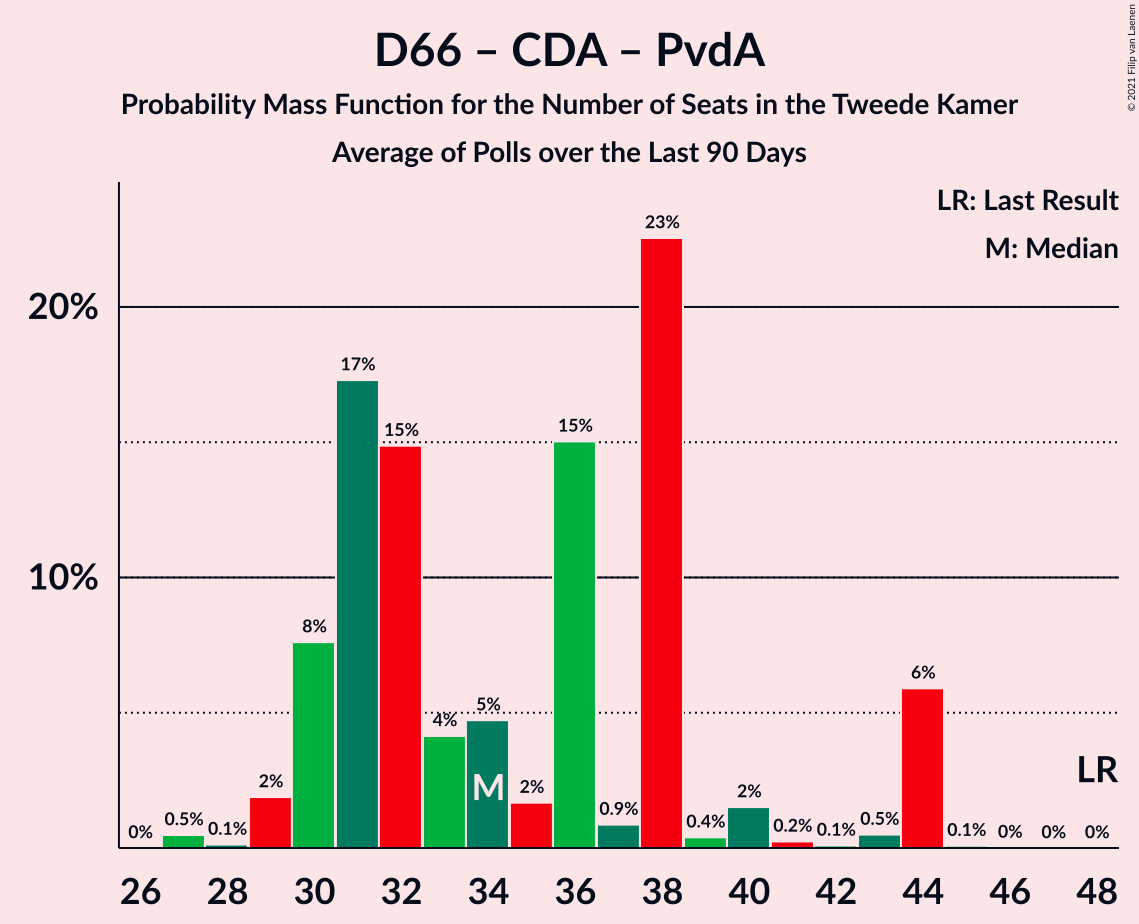 D66 – CDA – PvdA
Probability Mass Function for the Number of Seats in the Tweede Kamer
Average of Polls over the Last 90 Days
© 2021 Filip van Laenen
LR: Last Result
M: Median
20%
10%
0%
0.5%
0.1%
2%
8%
17%
15%
4%
5%
2%
15%
0.9%
23%
0.4%
2%
0.2%
0.1%
0.5%
6%
0.1%
0%
0%
0%
M
LR
26 28 30 32 34 36 38 40 42 44 46 48